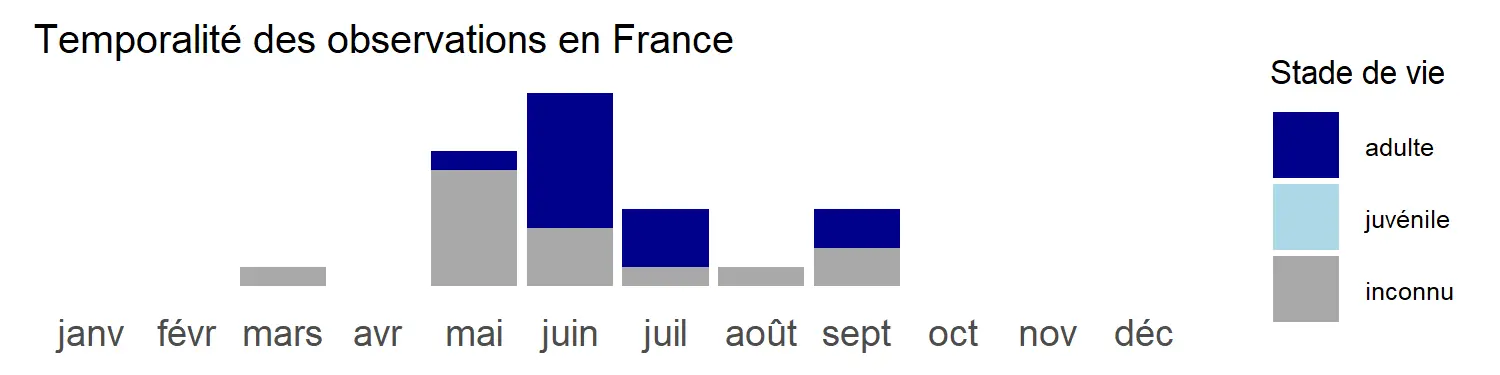 Temporalité des observations en France
Stade de vie
adulte
juvénile
inconnu
janv févr mars avr mai juin juil août sept oct nov déc